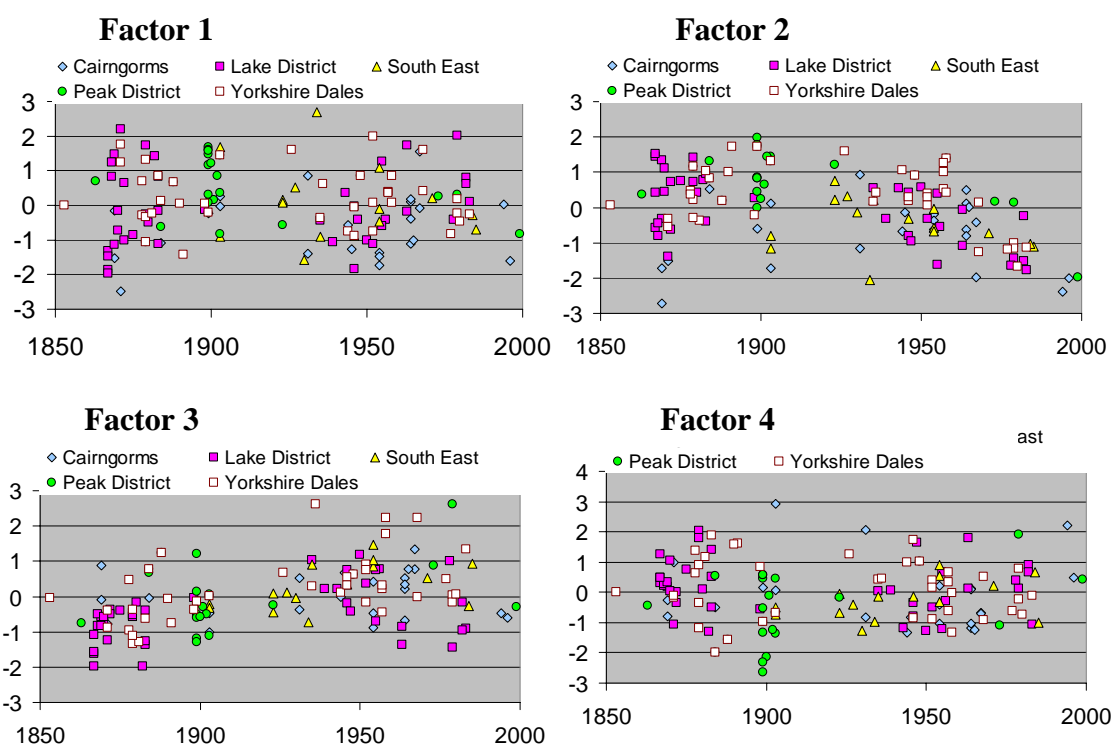 Factor 1
Cairngorms Lake District South East
Peak District Yorkshire Dales
3
2
1
0
-1
-2
-3
1850 1900 1950 2000
Factor 2
Cairngorms Lake District South East
Peak District Yorkshire Dales
3
2
1
0
-1
-2
-3
1850 1900 1950 2000
Factor 3
Cairngorms Lake District South East
Peak District Yorkshire Dales
3
2
1
0
-1
-2
-3
1850 1900 1950 2000
Factor 4
ast
Peak District Yorkshire Dales
4
3
2
1
0
-1
-2
-3
1850 1900 1950 2000